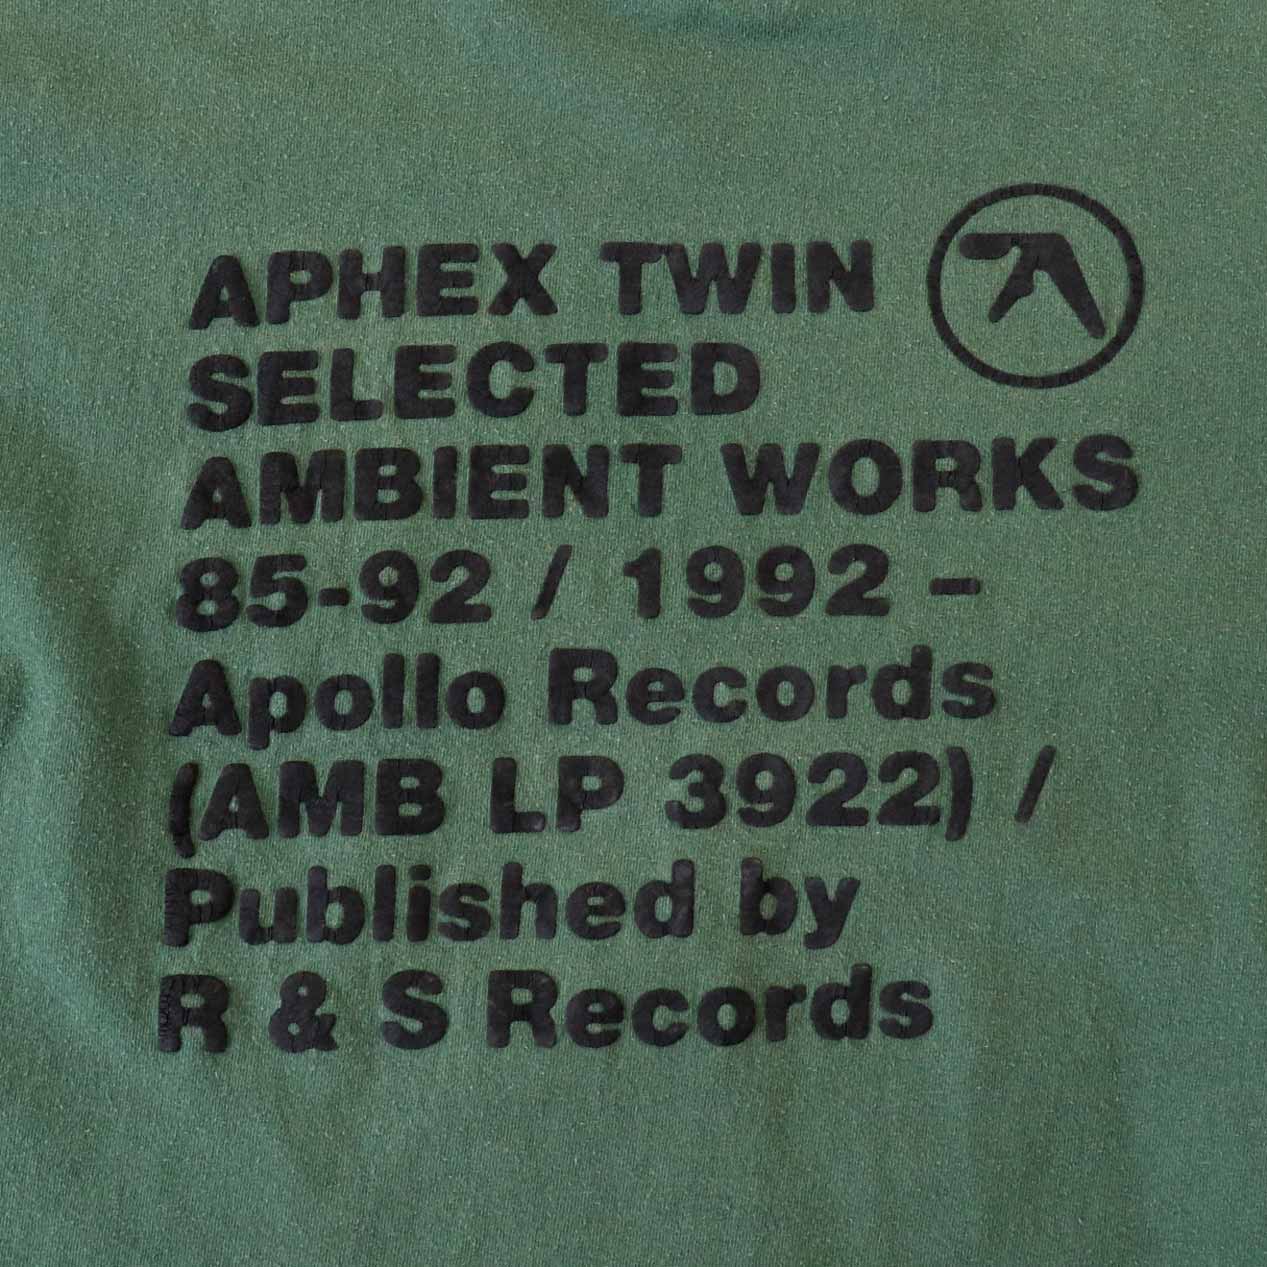 APHEX TWIN
SELECTED
AMBIENT WORKS
85-92 / 1992 –
Apollo Records
(AMB LP 3922) /
Published by
R & S Records